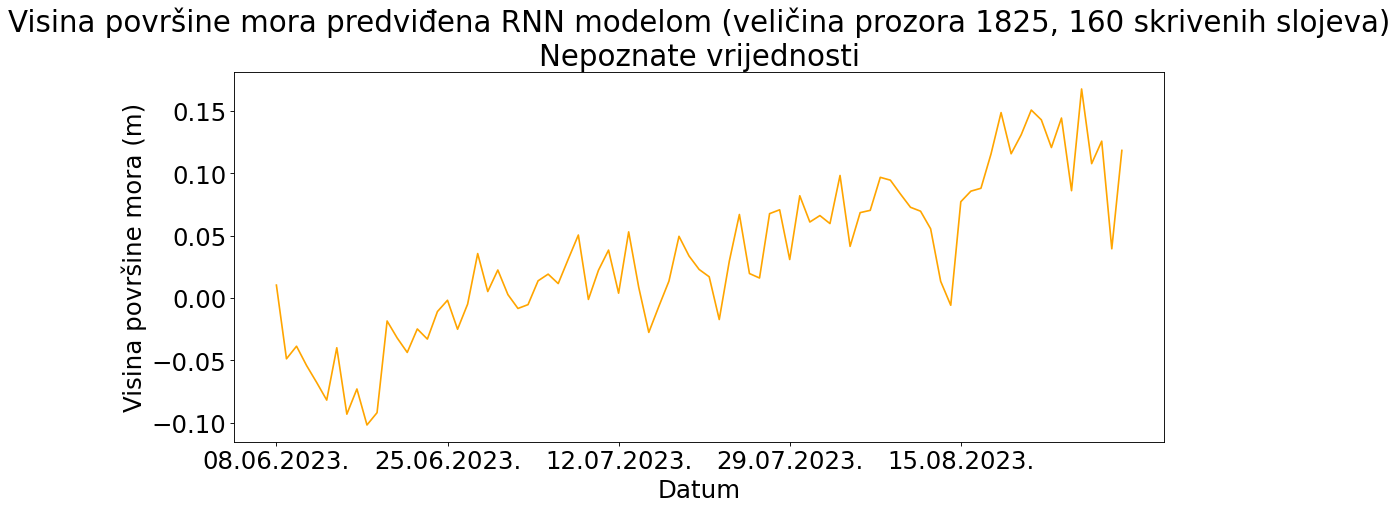 Visina površine mora predviđena RNN modelom (veličina prozora 1825, 160 skrivenih slojeva)
Nepoznate vrijednosti
Visina površine mora (m)
0.15
0.10
0.05
0.00
−0.05
−0.10
08.06.2023. 25.06.2023. 12.07.2023. 29.07.2023. 15.08.2023.
Datum